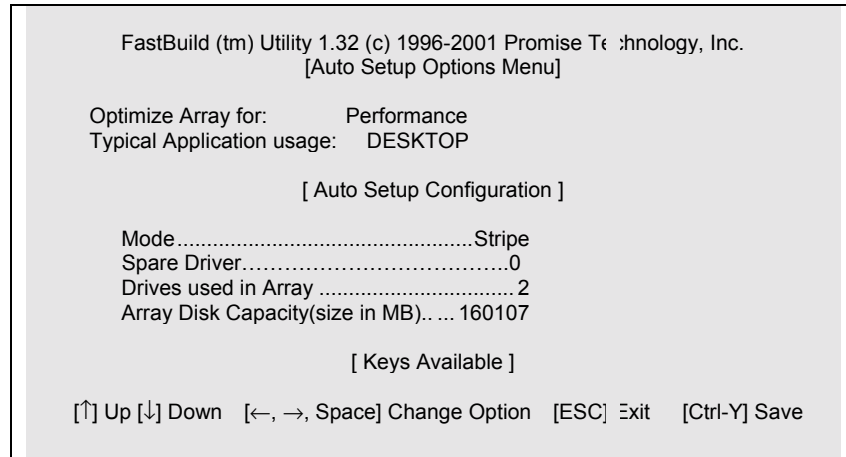 FastBuild (tm) Utility 1.32 (c) 1996-2001 Promise Technology, Inc.
[Auto Setup Options Menu]
Optimize Array for: Performance
Typical Application usage: DESKTOP
[ Auto Setup Configuration ]
Mode..................................................Stripe
Spare Driver…………………………………..0
Drives used in Array ................................. 2
Array Disk Capacity(size in MB).. ... 160107
[ Keys Available ]
[↑] Up [↓] Down [←, →, Space] Change Option [ESC] Exit [Ctrl-Y] Save